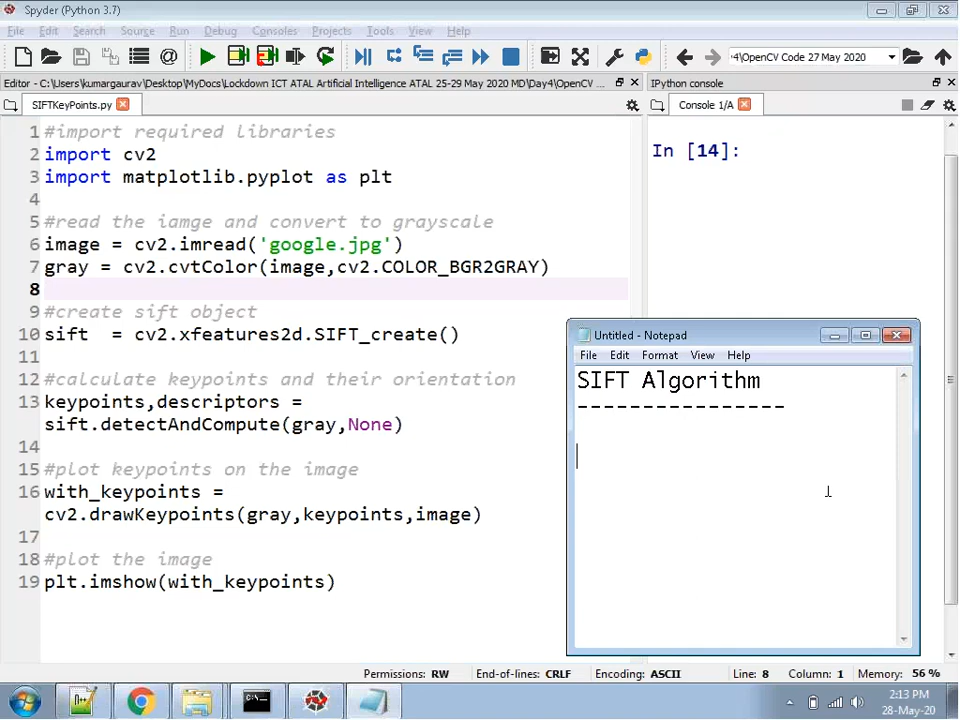 Spyder (Python 3.7)
File Edit Search Source Run Debug Consoles Projects Tools View Help
4\OpenCV Code 27 May 2020
Editor - C:\Users\kumargaurav\Desktop\MyDocs\Lockdown ICT ATAL Artificial Intelligence ATAL 25-29 May 2020 MD\Day4\OpenCV ...
IPython console
SIFTKeyPoints.py
Console 1/A
1 #import required libraries
2 import cv2
3 import matplotlib.pyplot as plt
4
5 #read the iamge and convert to grayscale
6 image = cv2.imread('google.jpg')
7 gray = cv2.cvtColor(image,cv2.COLOR_BGR2GRAY)
8
9 #create sift object
10 sift  = cv2.xfeatures2d.SIFT_create()
11
12 #calculate keypoints and their orientation
13 keypoints,descriptors =
sift.detectAndCompute(gray,None)
14
15 #plot keypoints on the image
16 with_keypoints =
cv2.drawKeypoints(gray,keypoints,image)
17
18 #plot the image
19 plt.imshow(with_keypoints)
In [14]:
Untitled - Notepad
File Edit Format View Help
SIFT Algorithm
----------------
Permissions: RW End-of-lines: CRLF Encoding: ASCII Line: 8 Column: 1 Memory: 56 %
2:13 PM
28-May-20